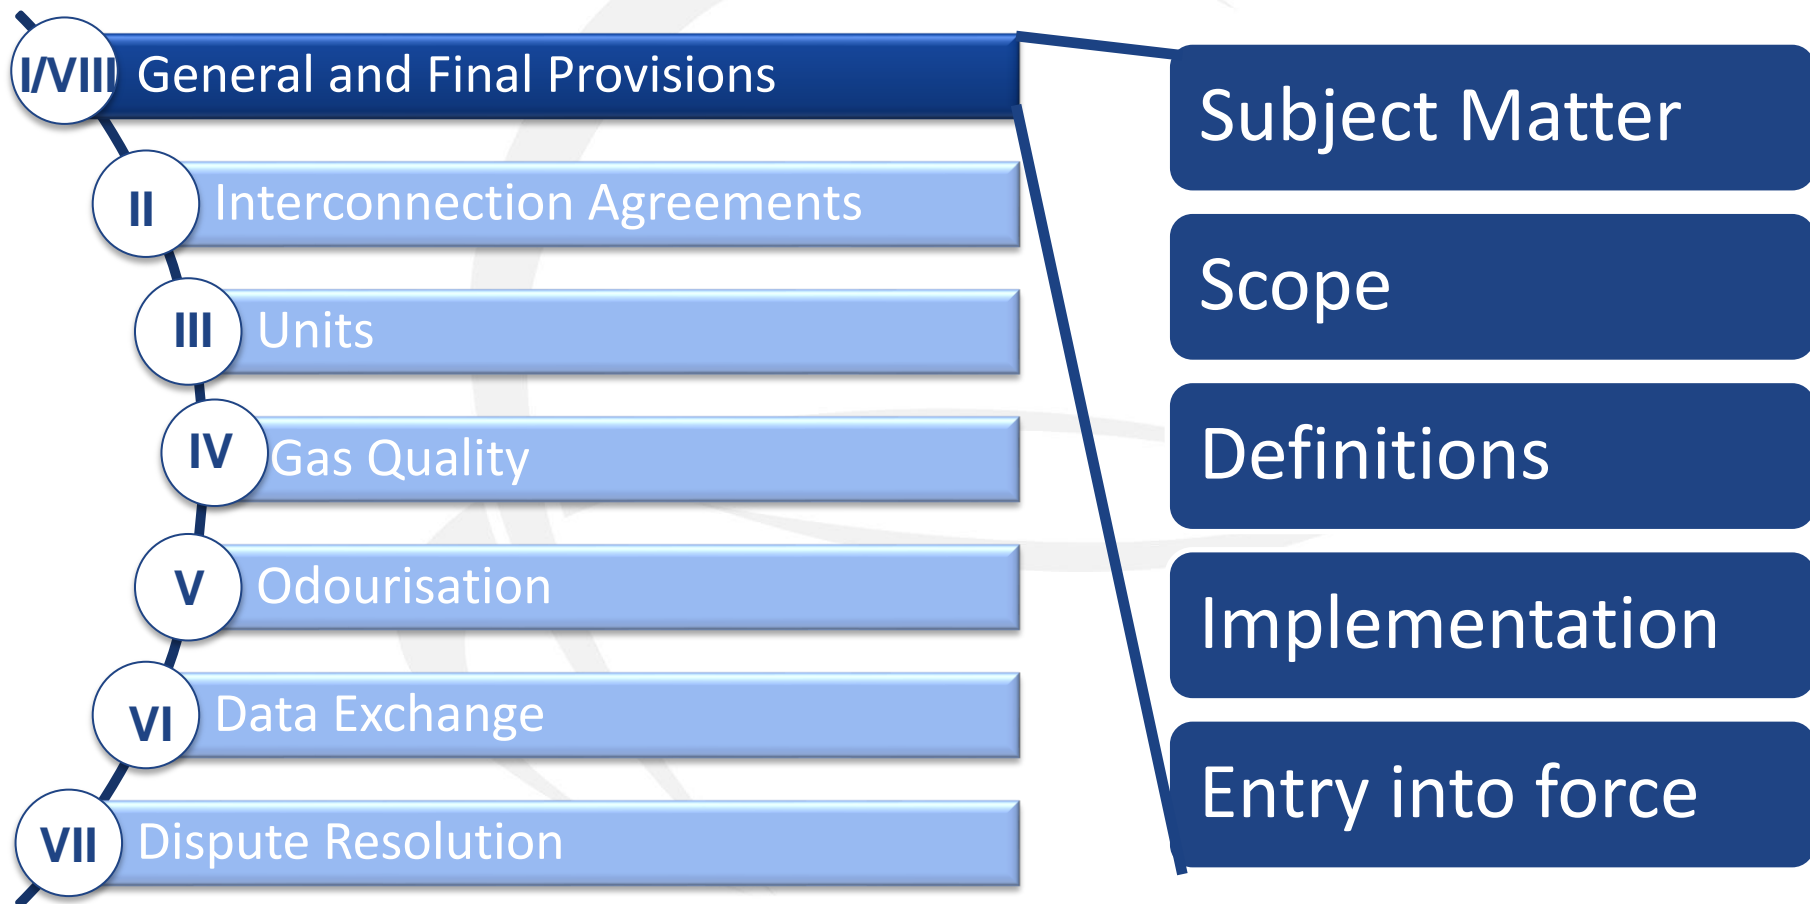 I/VIII General and Final Provisions
II Interconnection Agreements
III Units
IV Gas Quality
V Odourisation
VI Data Exchange
VII Dispute Resolution
Subject Matter
Scope
Definitions
Implementation
Entry into force